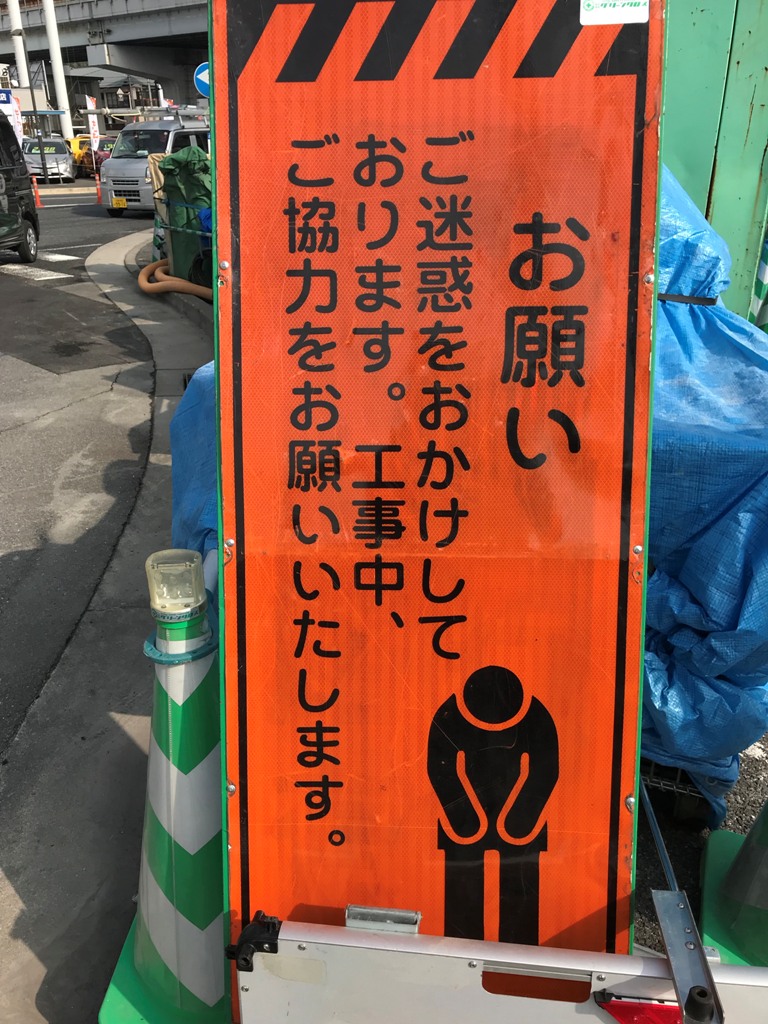 お願い
ご迷惑をおかけして
おります。工事中、
ご協力をお願いいたします。